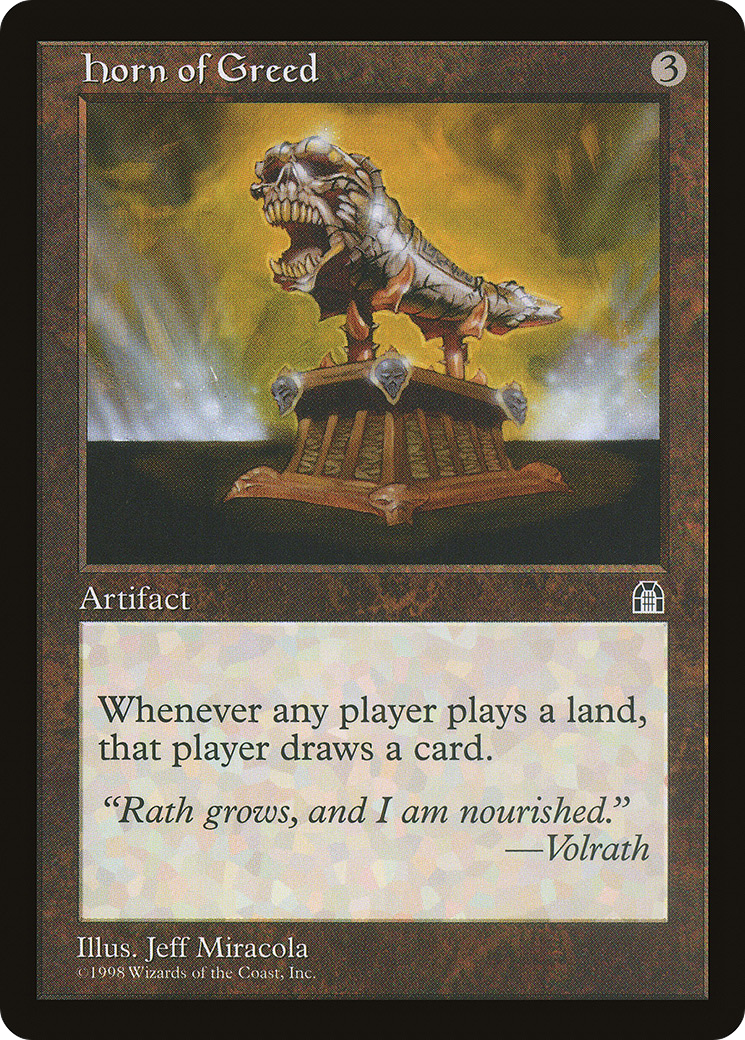 Horn of Greed
3
Artifact
Whenever any player plays a land,
that player draws a card.
“Rath grows, and I am nourished.”
—Volrath
Illus. Jeff Miracola
©1998 Wizards of the Coast, Inc.